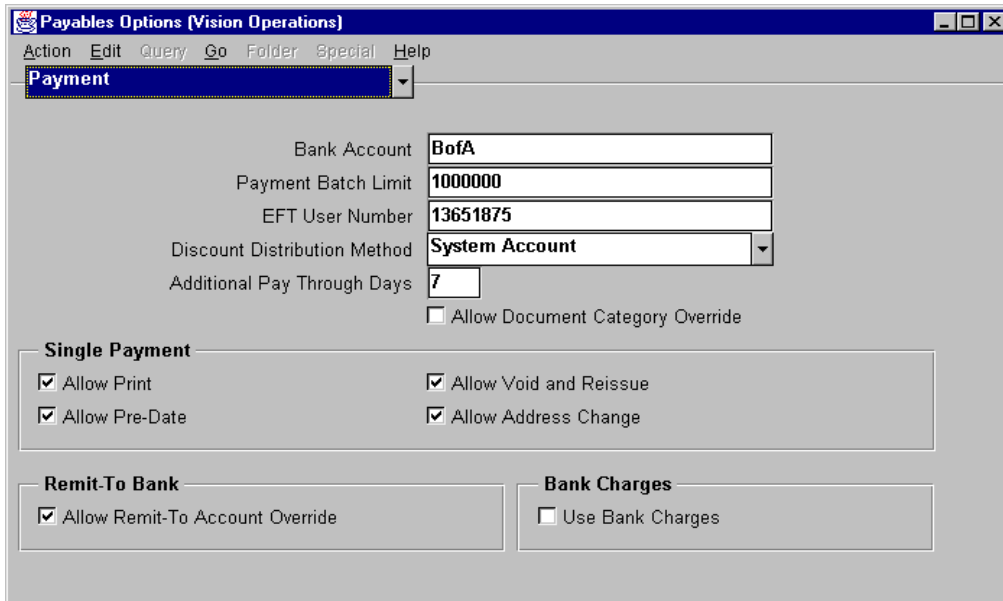 Payables Options (Vision Operations)
Action Edit Query Go Folder Special Help
Payment
Bank Account BofA
Payment Batch Limit 1000000
EFT User Number 13651875
Discount Distribution Method System Account
Additional Pay Through Days 7
Allow Document Category Override
Single Payment
Allow Print Allow Void and Reissue
Allow Pre-Date Allow Address Change
Remit-To Bank Bank Charges
Allow Remit-To Account Override Use Bank Charges